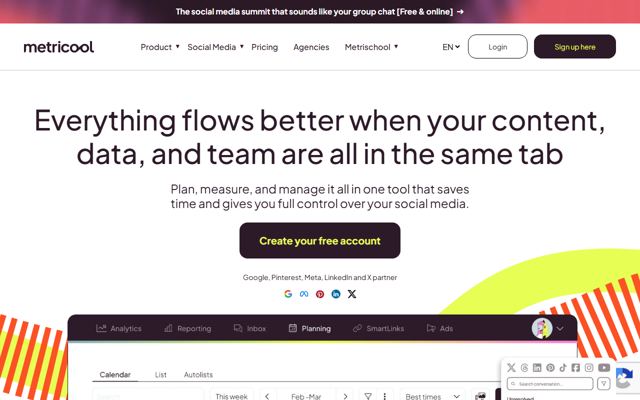 The social media summit that sounds like your group chat [Free & online] ➔
metricool
Product ▾ Social Media ▾ Pricing Agencies Metrischool ▾ EN Login Sign up here
Everything flows better when your content,
data, and team are all in the same tab
Plan, measure, and manage it all in one tool that saves
time and gives you full control over your social media.
Create your free account
Google, Pinterest, Meta, LinkedIn and X partner
Analytics Reporting Inbox Planning SmartLinks Ads
Calendar List Autolists
Search
This week Feb - Mar Best times
Search conversation...
Unresolved